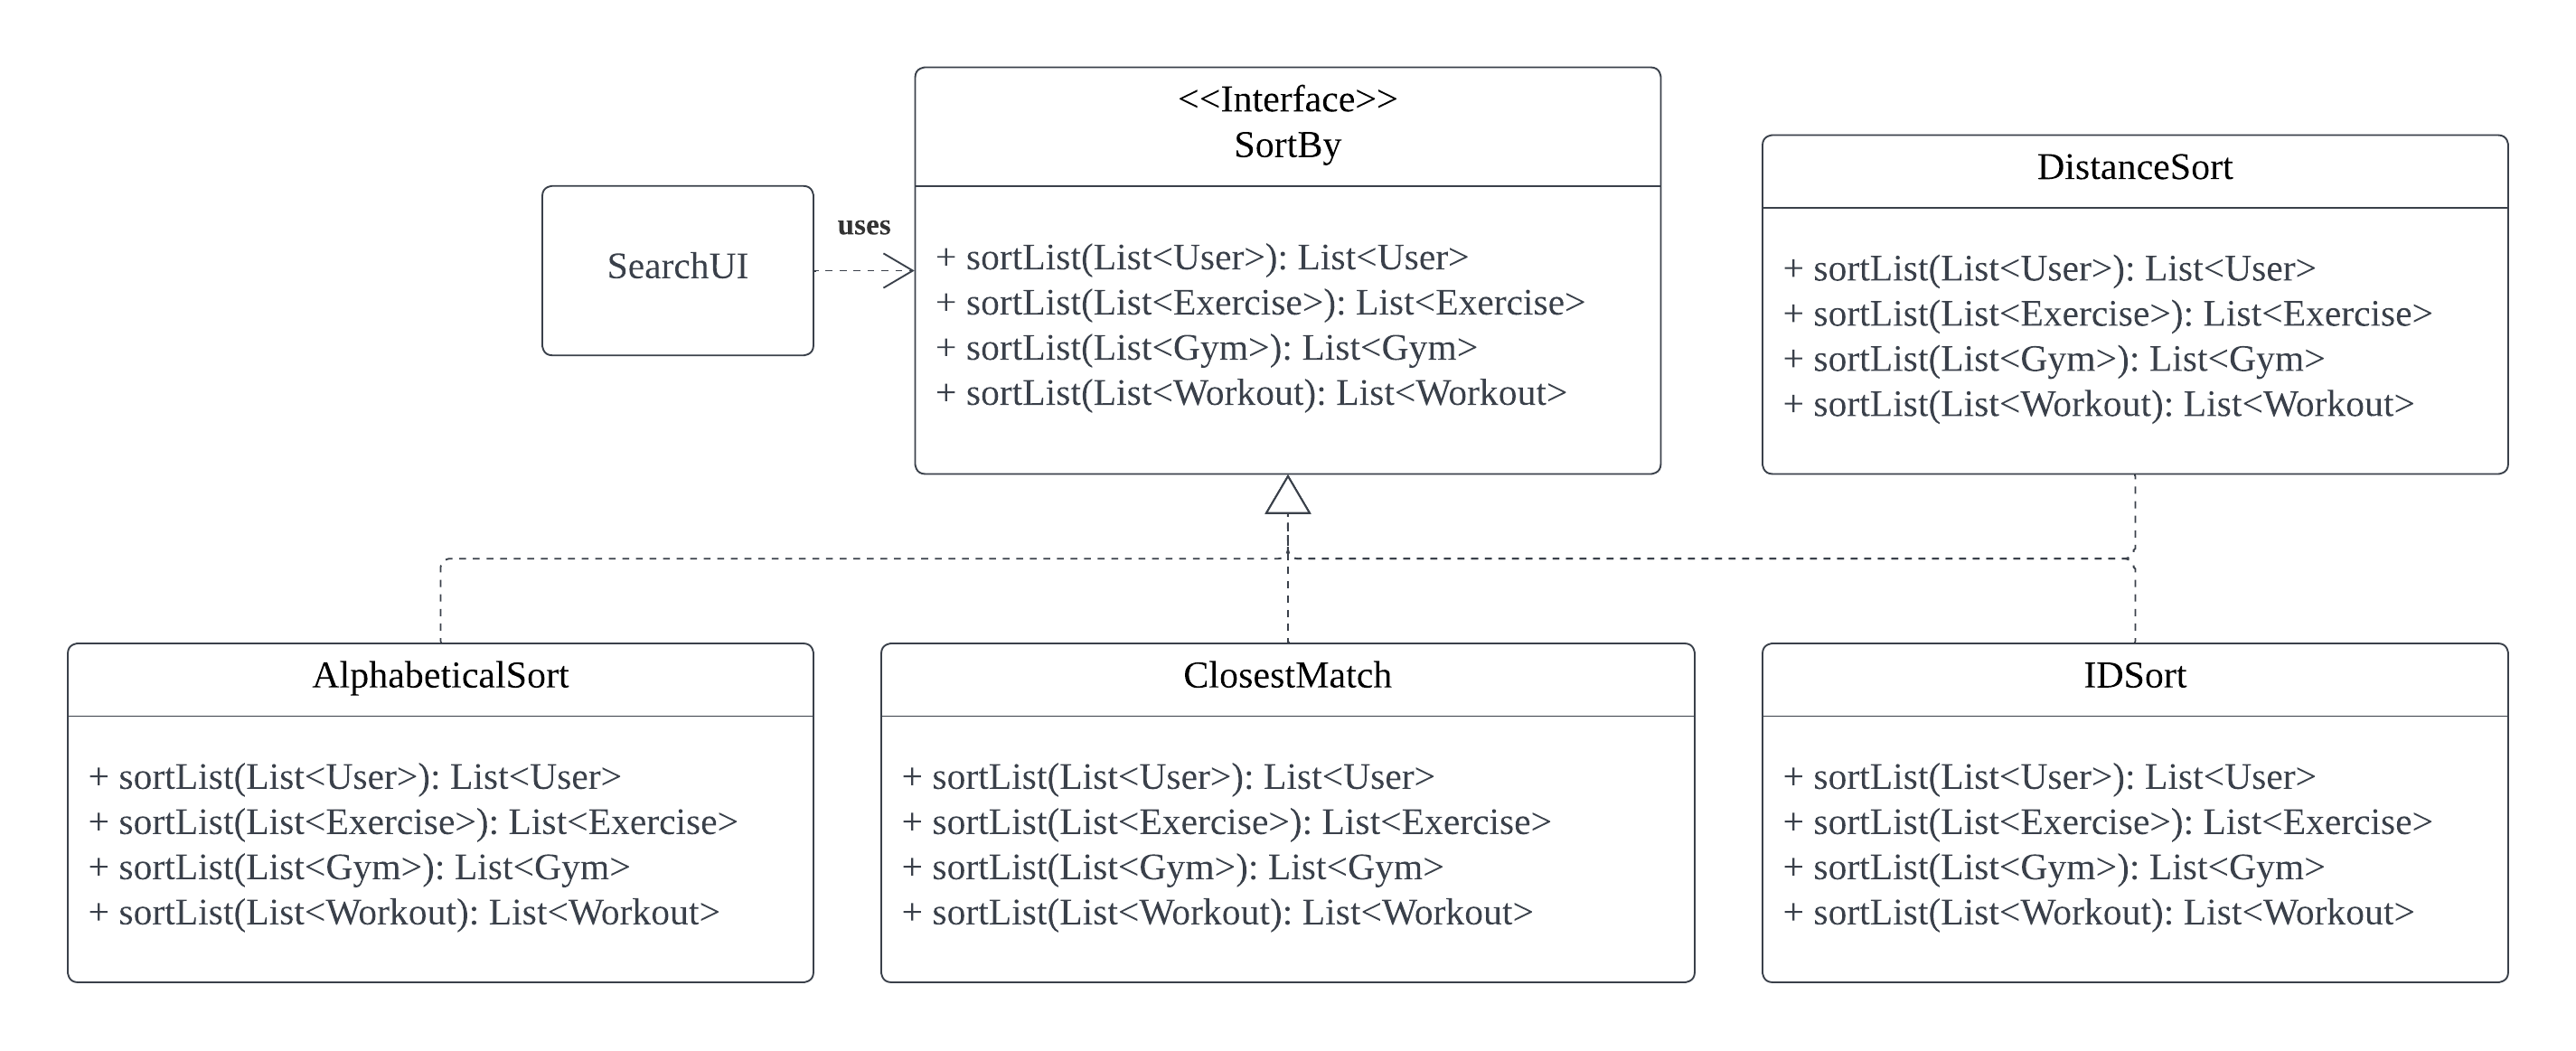 <<Interface>>
SortBy
+ sortList(List<User>): List<User>
+ sortList(List<Exercise>): List<Exercise>
+ sortList(List<Gym>): List<Gym>
+ sortList(List<Workout): List<Workout>
SearchUI
uses
DistanceSort
+ sortList(List<User>): List<User>
+ sortList(List<Exercise>): List<Exercise>
+ sortList(List<Gym>): List<Gym>
+ sortList(List<Workout): List<Workout>
AlphabeticalSort
+ sortList(List<User>): List<User>
+ sortList(List<Exercise>): List<Exercise>
+ sortList(List<Gym>): List<Gym>
+ sortList(List<Workout): List<Workout>
ClosestMatch
+ sortList(List<User>): List<User>
+ sortList(List<Exercise>): List<Exercise>
+ sortList(List<Gym>): List<Gym>
+ sortList(List<Workout): List<Workout>
IDSort
+ sortList(List<User>): List<User>
+ sortList(List<Exercise>): List<Exercise>
+ sortList(List<Gym>): List<Gym>
+ sortList(List<Workout): List<Workout>